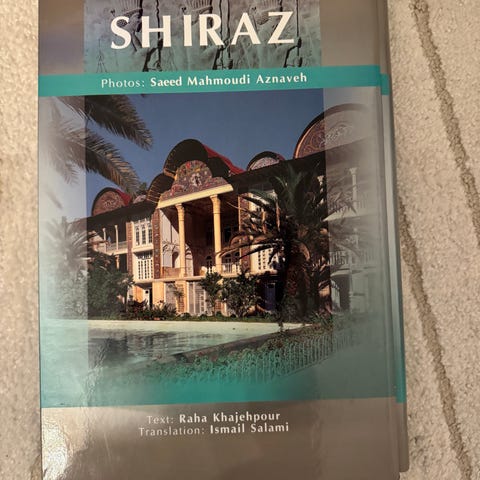 SHIRAZ
Photos: Saeed Mahmoudi Aznaveh
Text: Raha Khajehpour
Translation: Ismail Salami